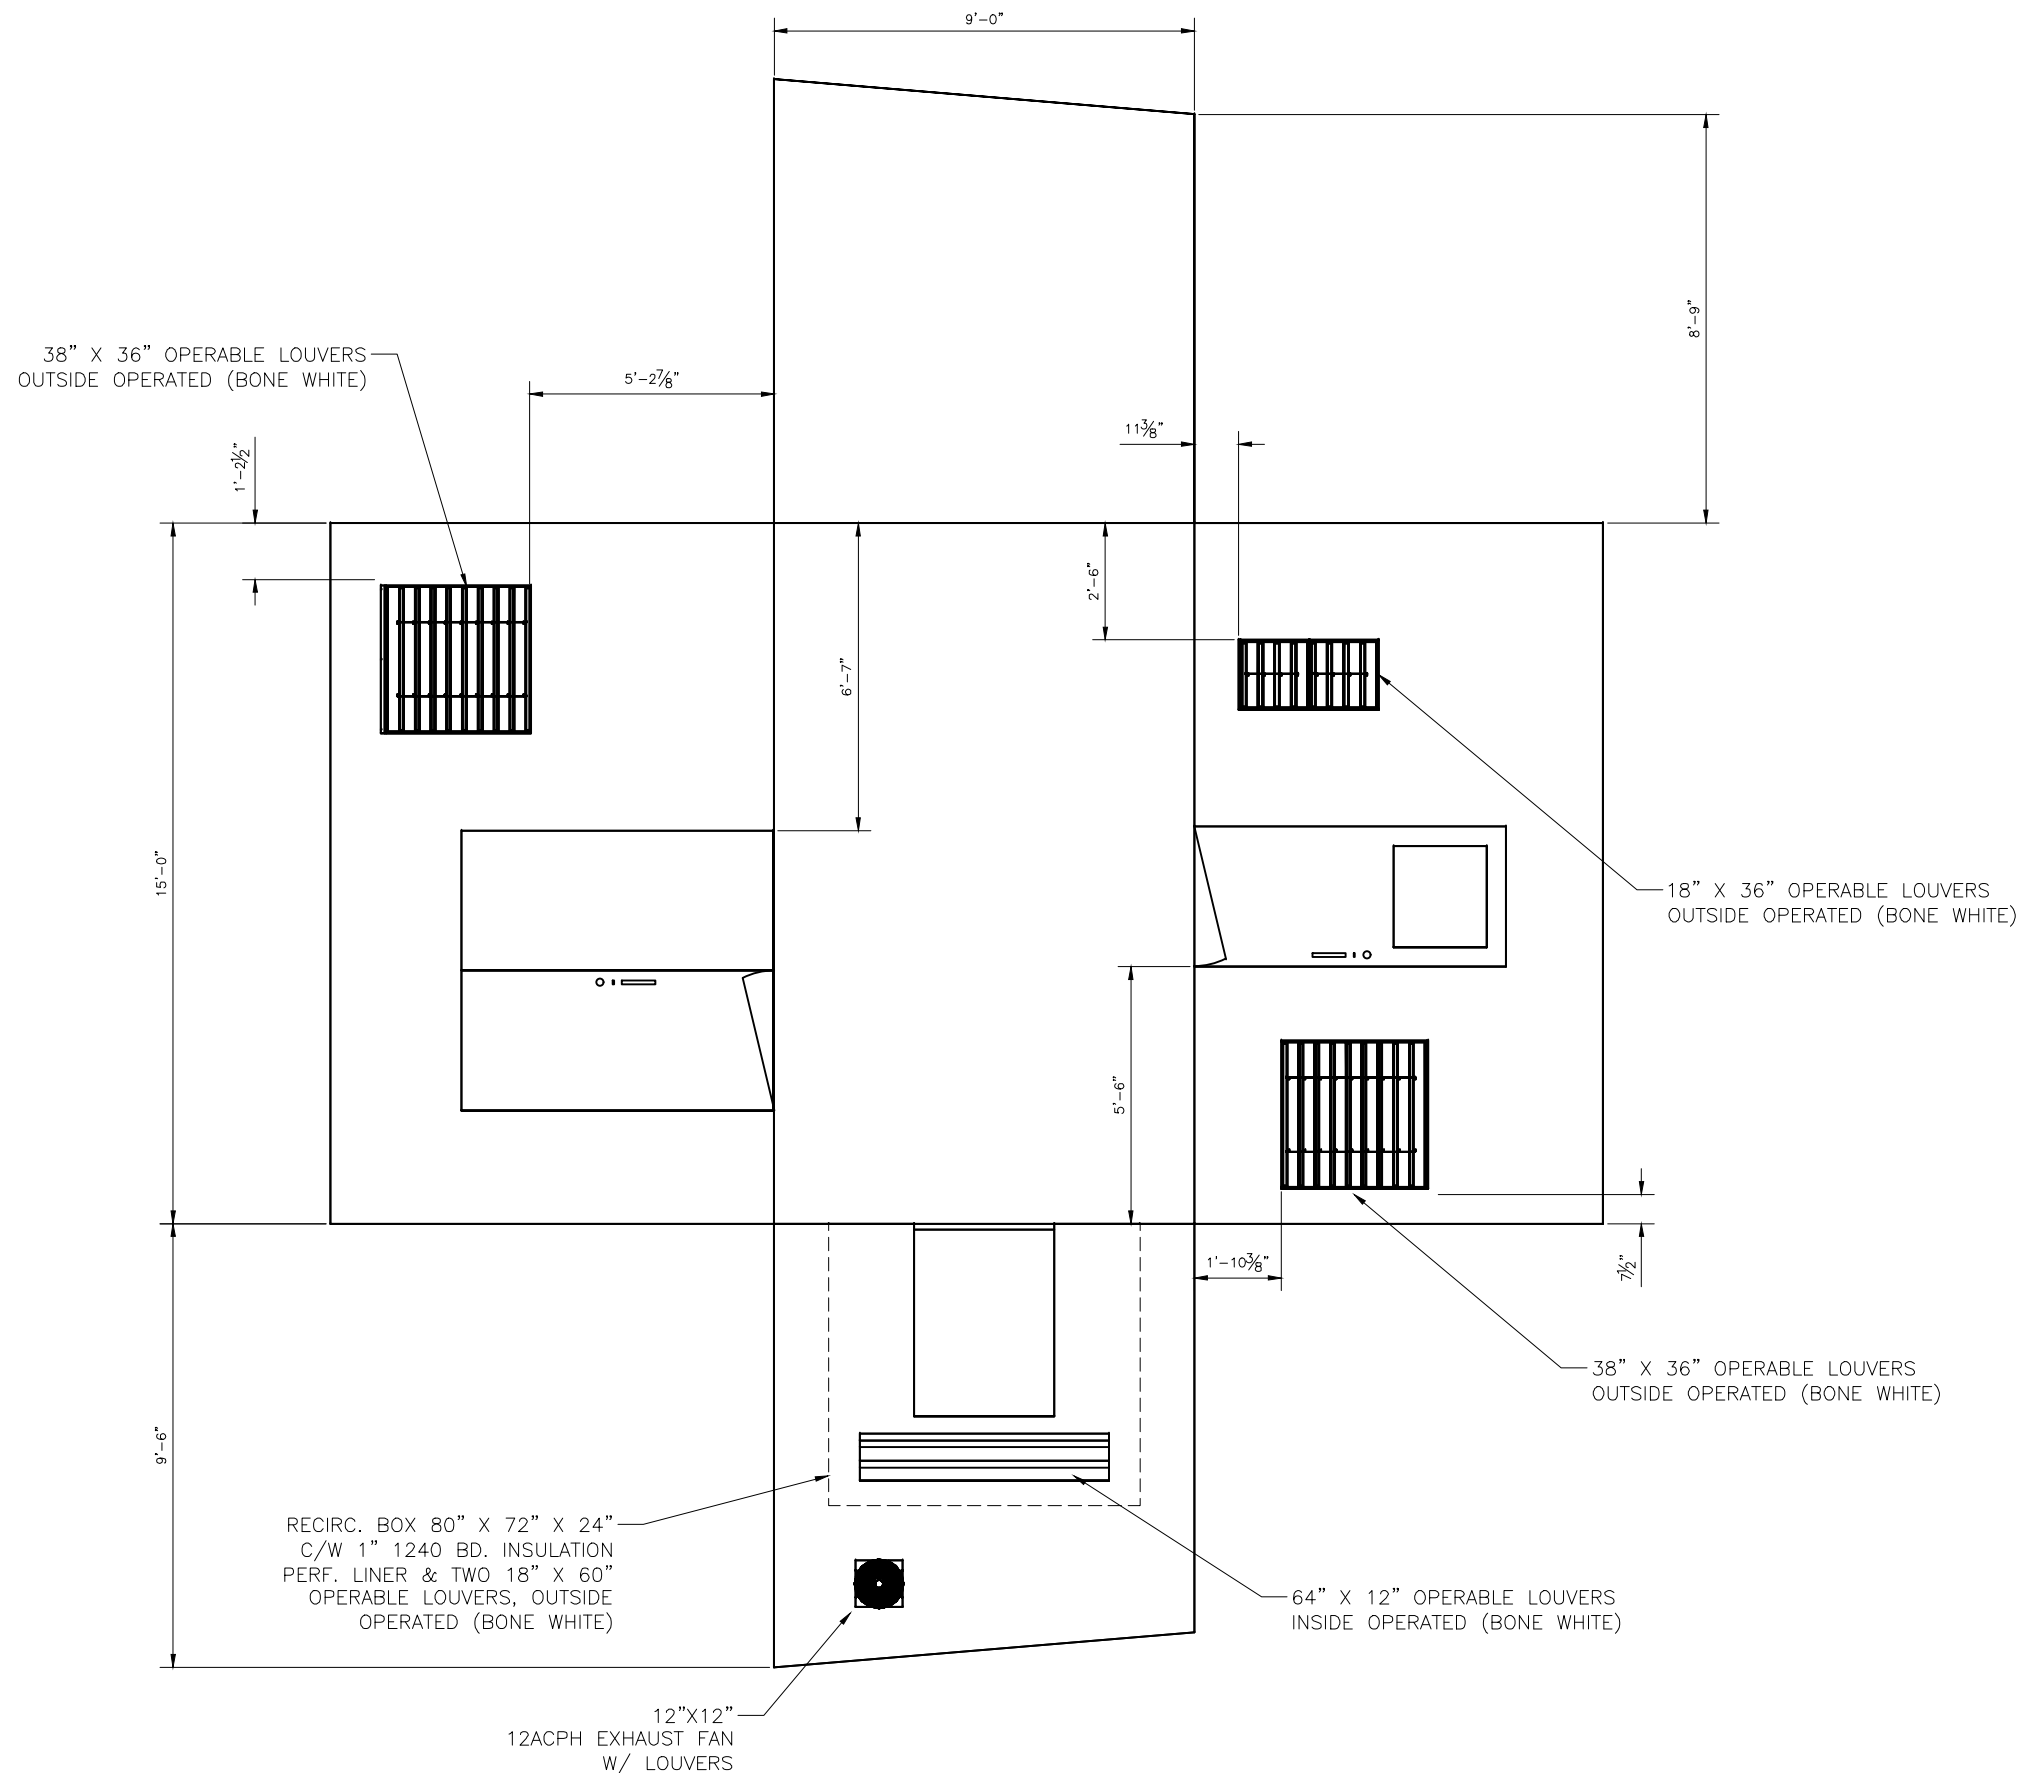 9'-0"
8'-9"
38" X 36" OPERABLE LOUVERS
OUTSIDE OPERATED (BONE WHITE)
5'-2⅞"
11⅜"
1'-2½"
2'-6"
6'-7"
15'-0"
18" X 36" OPERABLE LOUVERS
OUTSIDE OPERATED (BONE WHITE)
5'-6"
1'-10⅜"
7½"
38" X 36" OPERABLE LOUVERS
OUTSIDE OPERATED (BONE WHITE)
9'-6"
RECIRC. BOX 80" X 72" X 24"
C/W 1" 1240 BD. INSULATION
PERF. LINER & TWO 18" X 60"
OPERABLE LOUVERS, OUTSIDE
OPERATED (BONE WHITE)
64" X 12" OPERABLE LOUVERS
INSIDE OPERATED (BONE WHITE)
12"X12"
12ACPH EXHAUST FAN
W/ LOUVERS